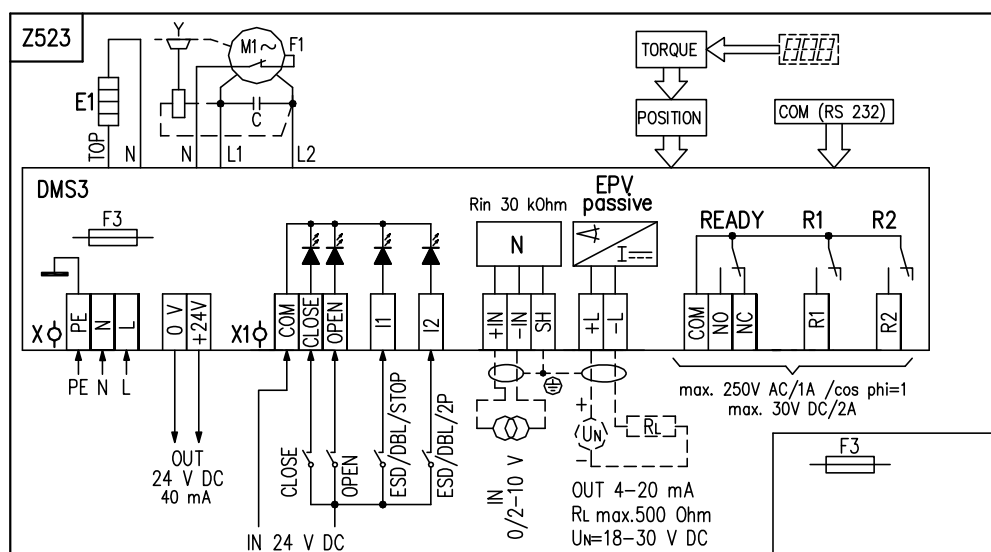 Z523
Y
M1~
F1
E1
C
TOP
N
N
L1
L2
TORQUE
POSITION
COM (RS 232)
DMS3
F3
Rin 30 kOhm
N
EPV
passive
I
READY
R1
R2
X
PE
N
L
0 V
+24V
X1
COM
CLOSE
OPEN
I1
I2
+IN
-IN
SH
+L
-L
COM
NO
NC
R1
R2
PE N L
OUT
24 V DC
40 mA
CLOSE
OPEN
ESD/DBL/STOP
ESD/DBL/2P
IN 24 V DC
IN
0/2-10 V
+
UN
-
RL
OUT 4-20 mA
RL max.500 Ohm
UN=18-30 V DC
max. 250V AC/1A /cos phi=1
max. 30V DC/2A
F3